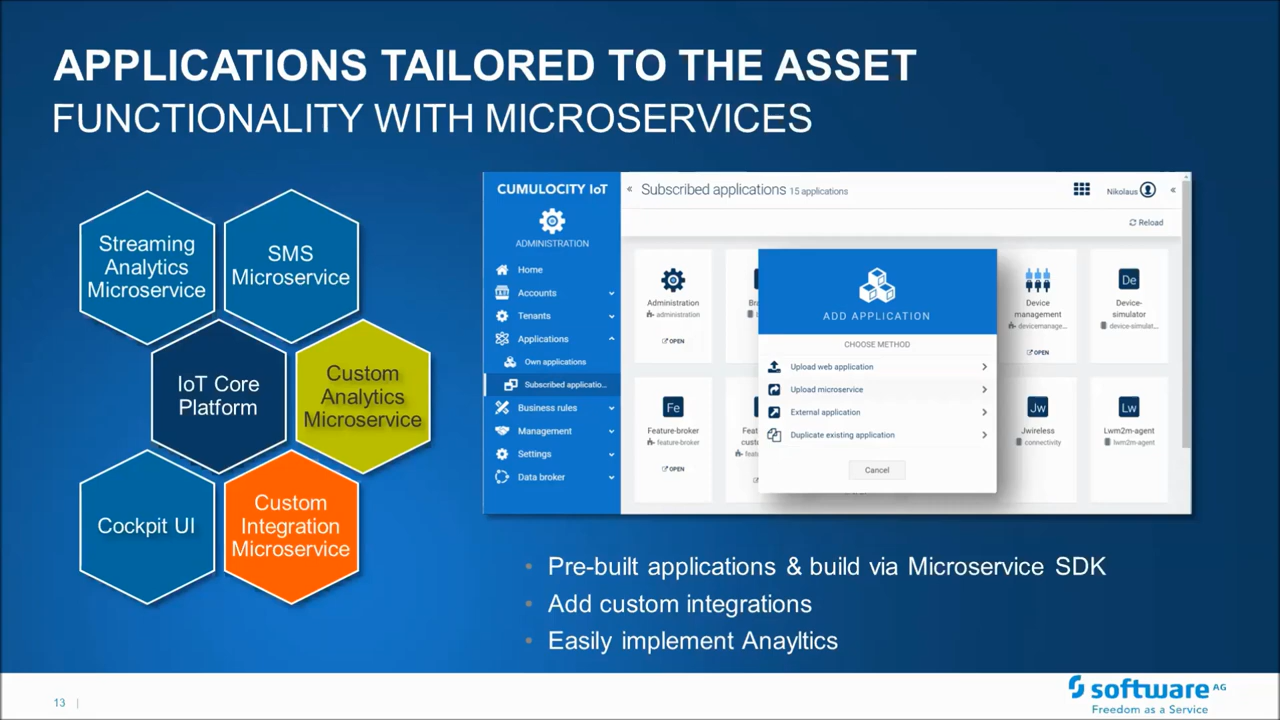 APPLICATIONS TAILORED TO THE ASSET
FUNCTIONALITY WITH MICROSERVICES
Streaming
Analytics
Microservice
SMS
Microservice
IoT Core
Platform
Custom
Analytics
Microservice
Cockpit UI
Custom
Integration
Microservice
CUMULOCITY IoT
ADMINISTRATION
Home
Accounts
Tenants
Applications
Own applications
Subscribed applicatio...
Business rules
Management
Settings
Data broker
« Subscribed applications 15 applications
Nikolaus
«
Reload
Administration
administration
OPEN
Device
management
devicemanage...
OPEN
De
Device-
simulator
device-simulat...
Fe
Feature-broker
feature-broker
OPEN
Jw
Jwireless
connectivity
Lw
Lwm2m-agent
lwm2m-agent
ADD APPLICATION
CHOOSE METHOD
Upload web application
Upload microservice
External application
Duplicate existing application
Cancel
• Pre-built applications & build via Microservice SDK
• Add custom integrations
• Easily implement Anayltics
13 |
software AG
Freedom as a Service